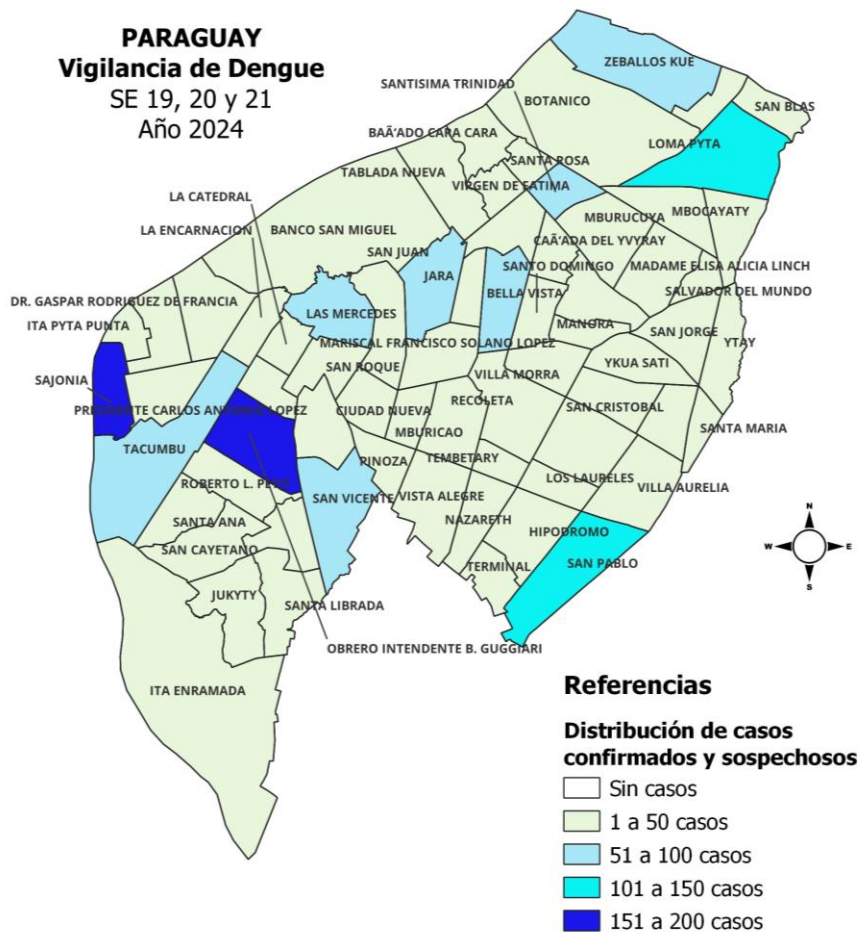 PARAGUAY
Vigilancia de Dengue
SE 19, 20 y 21
Año 2024
ZEBALLOS KUE
SANTISIMA TRINIDAD
BOTANICO
SAN BLAS
BAÃ'ADO CARA CARA
LOMA PYTA
SANTA ROSA
TABLADA NUEVA
VIRGEN DE FATIMA
LA CATEDRAL
MBURUCUYA
MBOCAYATY
LA ENCARNACION
BANCO SAN MIGUEL
SAN JUAN
CAÃ'ADA DEL YVYRAY
JARA
SANTO DOMINGO
MADAME ELISA ALICIA LINCH
BELLA VISTA
SALVADOR DEL MUNDO
DR. GASPAR RODRIGUEZ DE FRANCIA
LAS MERCEDES
ITA PYTA PUNTA
MANORA
SAN JORGE
MARISCAL FRANCISCO SOLANO LOPEZ
YTAY
SAN ROQUE
YKUA SATI
SAJONIA
VILLA MORRA
PRESIDENTE CARLOS ANTONIO LOPEZ
CIUDAD NUEVA
RECOLETA
SAN CRISTOBAL
SANTA MARIA
MBURICAO
TACUMBU
PINOZA
TEMBETARY
ROBERTO L. PETIT
LOS LAURELES
VILLA AURELIA
SAN VICENTE
VISTA ALEGRE
SANTA ANA
NAZARETH
HIPODROMO
SAN CAYETANO
TERMINAL
SAN PABLO
JUKYTY
SANTA LIBRADA
OBRERO INTENDENTE B. GUGGIARI
ITA ENRAMADA
N
W
E
S
Referencias
Distribución de casos
confirmados y sospechosos
Sin casos
1 a 50 casos
51 a 100 casos
101 a 150 casos
151 a 200 casos